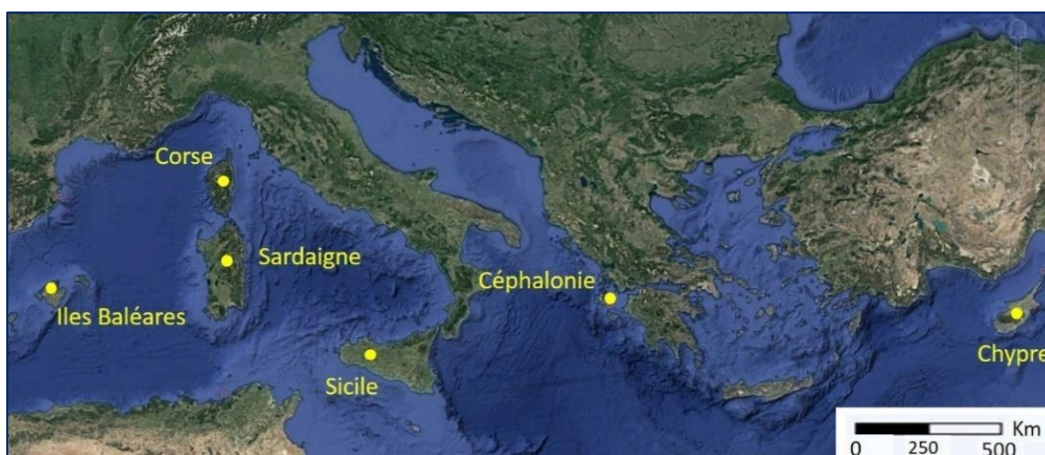 Corse
Sardaigne
Céphalonie
Iles Baléares
Chypre
Sicile
Km
0 250 500